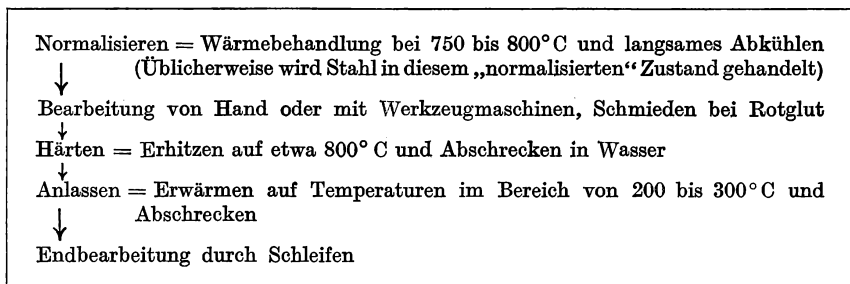 Normalisieren = Wärmebehandlung bei 750 bis 800° C und langsames Abkühlen
(Üblicherweise wird Stahl in diesem „normalisierten“ Zustand gehandelt)
Bearbeitung von Hand oder mit Werkzeugmaschinen, Schmieden bei Rotglut
Härten = Erhitzen auf etwa 800° C und Abschrecken in Wasser
Anlassen = Erwärmen auf Temperaturen im Bereich von 200 bis 300° C und
Abschrecken
Endbearbeitung durch Schleifen